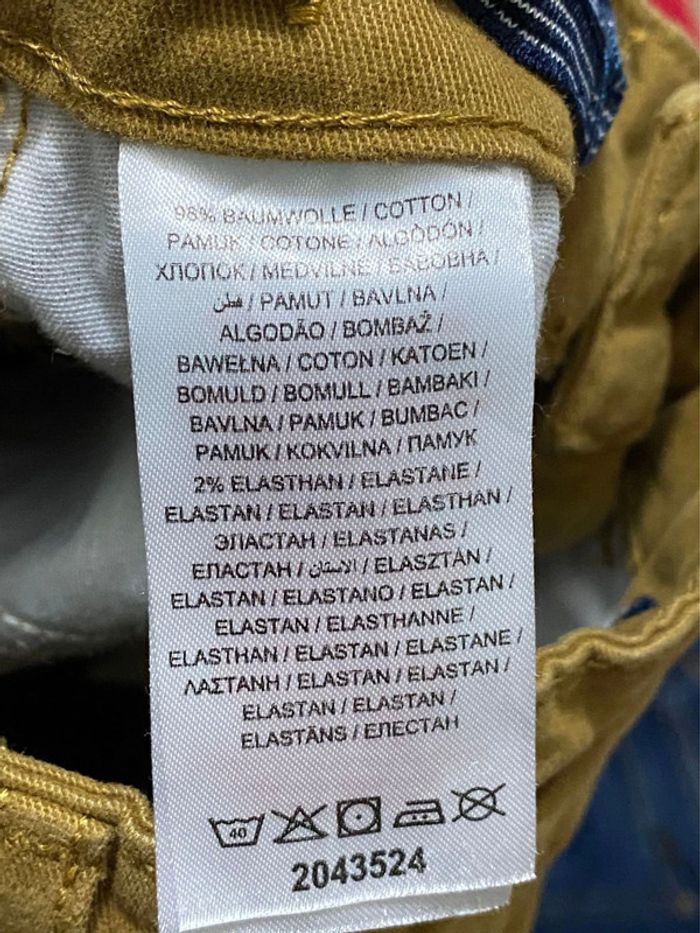 98% BAUMWOLLE / COTTON /
PAMUK / COTONE / ALGODÓN /
ХЛОПОК / MEDVILNĖ / БАВОВНА /
قطن / PAMUT / BAVLNA /
ALGODÃO / BOMBAŽ /
BAWEŁNA / COTON / KATOEN /
BOMULD / BOMULL / BAMBAKI /
BAVLNA / PAMUK / BUMBAC /
PAMUK / KOKVILNA / ПАМУК
2% ELASTHAN / ELASTANE /
ELASTAN / ELASTAN / ELASTHAN /
ЭЛАСТАН / ELASTANAS /
ЕЛАСТАН / الاستان / ELASZTÁN /
ELASTAN / ELASTANO / ELASTAN /
ELASTAN / ELASTHANNE /
ELASTHAN / ELASTAN / ELASTANE /
ΛΑΣΤΑΝΗ / ELASTAN / ELASTAN /
ELASTAN / ELASTAN /
ELASTĀNS / ЕЛЕСТАН
40
2043524